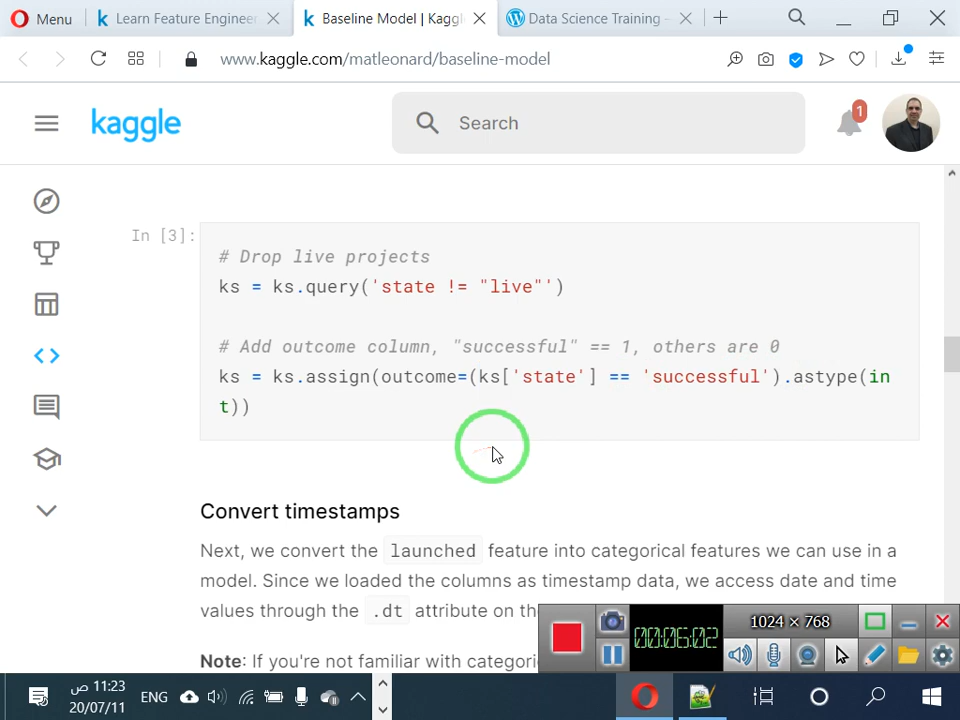 Menu
Learn Feature Engineer
Baseline Model | Kaggl
Data Science Training -
www.kaggle.com/matleonard/baseline-model
kaggle
Search
1
In [3]:
# Drop live projects
ks = ks.query('state != "live"')
# Add outcome column, "successful" == 1, others are 0
ks = ks.assign(outcome=(ks['state'] == 'successful').astype(in
t))
Convert timestamps
Next, we convert the launched feature into categorical features we can use in a
model. Since we loaded the columns as timestamp data, we access date and time
values through the .dt attribute on th
Note: If you're not familiar with categori
1024 × 768
00:06:02
11:23 ص
20/07/11
ENG